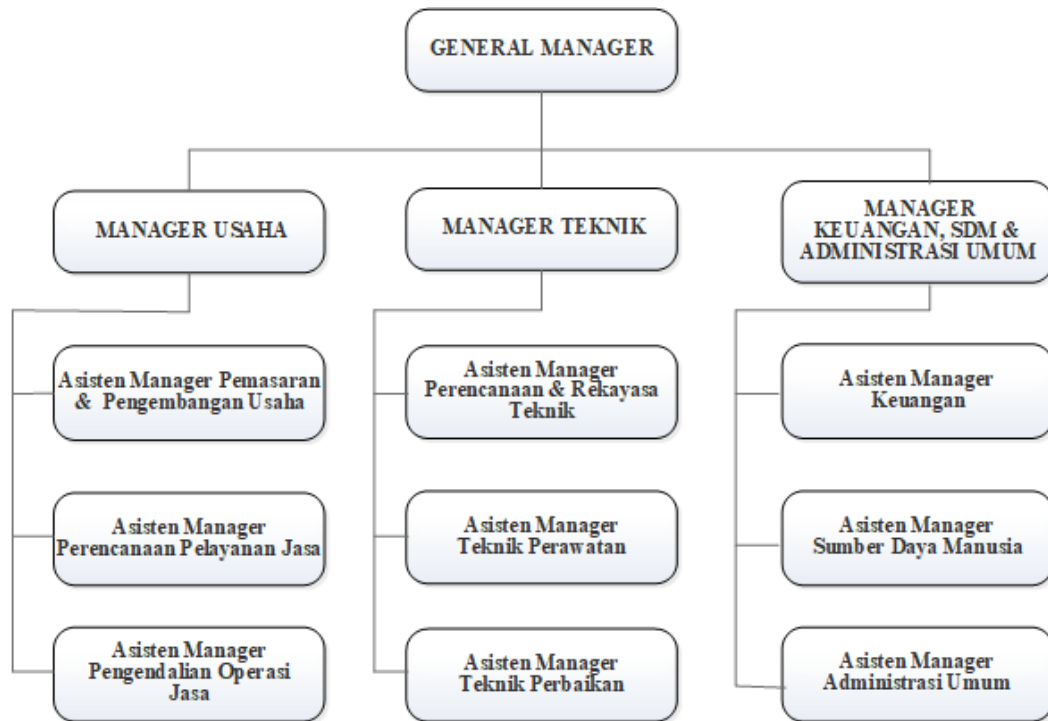 GENERAL MANAGER
MANAGER USAHA
MANAGER TEKNIK
MANAGER
KEUANGAN, SDM &
ADMINISTRASI UMUM
Asisten Manager Pemasaran
& Pengembangan Usaha
Asisten Manager
Perencanaan & Rekayasa
Teknik
Asisten Manager
Keuangan
Asisten Manager
Perencanaan Pelayanan Jasa
Asisten Manager
Teknik Perawatan
Asisten Manager
Sumber Daya Manusia
Asisten Manager
Pengendalian Operasi
Jasa
Asisten Manager
Teknik Perbaikan
Asisten Manager
Administrasi Umum